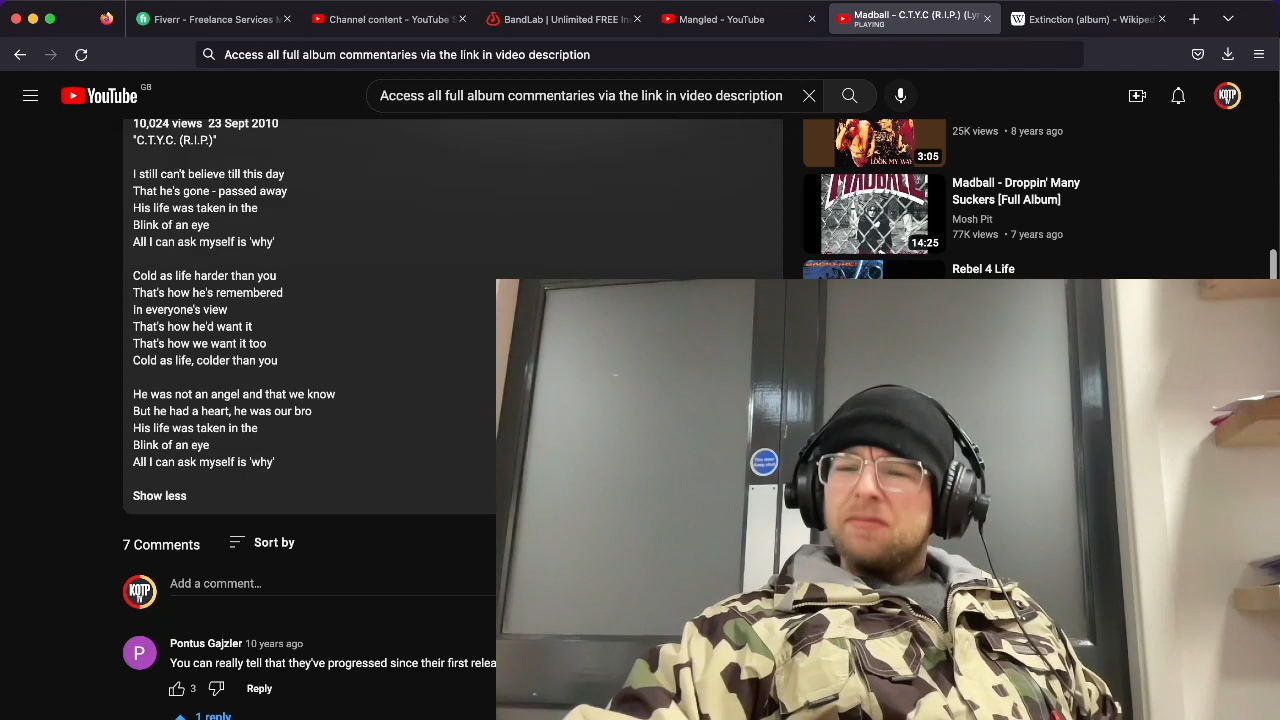 Fiverr - Freelance Services M
Channel content - YouTube S
BandLab | Unlimited FREE In
Mangled - YouTube
Madball - C.T.Y.C (R.I.P.) (Lyr
PLAYING
Extinction (album) - Wikiped
Access all full album commentaries via the link in video description
YouTube GB
Access all full album commentaries via the link in video description
KQTP
TV
10,024 views 23 Sept 2010
"C.T.Y.C. (R.I.P.)"
I still can't believe till this day
That he's gone - passed away
His life was taken in the
Blink of an eye
All I can ask myself is 'why'
Cold as life harder than you
That's how he's remembered
In everyone's view
That's how he'd want it
That's how we want it too
Cold as life, colder than you
He was not an angel and that we know
But he had a heart, he was our bro
His life was taken in the
Blink of an eye
All I can ask myself is 'why'
Show less
7 Comments
Sort by
KQTP
TV
Add a comment...
P
Pontus Gajzler 10 years ago
You can really tell that they've progressed since their first relea
3
Reply
1 reply
LOOK MY WAY
3:05
25K views • 8 years ago
MADBALL
14:25
Madball - Droppin' Many
Suckers [Full Album]
Mosh Pit
77K views • 7 years ago
Rebel 4 Life